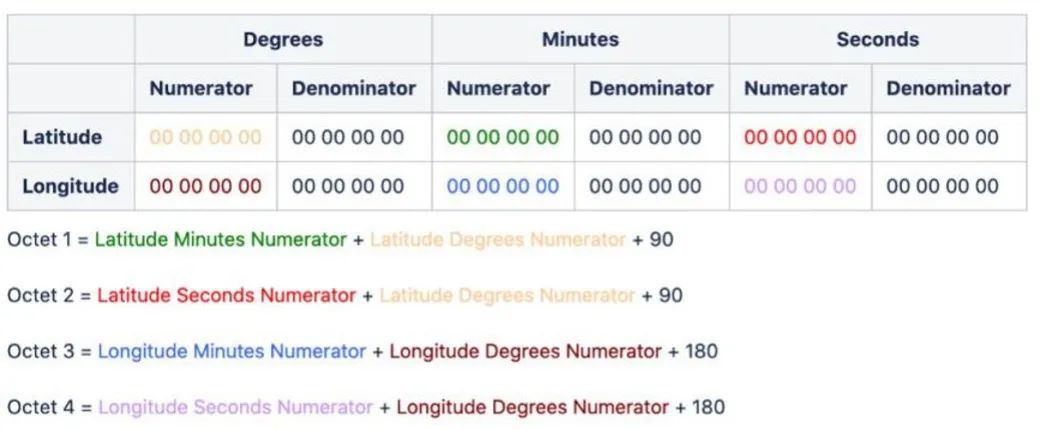 Degrees Minutes Seconds
Numerator Denominator Numerator Denominator Numerator Denominator
Latitude 00 00 00 00 00 00 00 00 00 00 00 00 00 00 00 00 00 00 00 00 00 00 00 00
Longitude 00 00 00 00 00 00 00 00 00 00 00 00 00 00 00 00 00 00 00 00 00 00 00 00
Octet 1 = Latitude Minutes Numerator + Latitude Degrees Numerator + 90
Octet 2 = Latitude Seconds Numerator + Latitude Degrees Numerator + 90
Octet 3 = Longitude Minutes Numerator + Longitude Degrees Numerator + 180
Octet 4 = Longitude Seconds Numerator + Longitude Degrees Numerator + 180